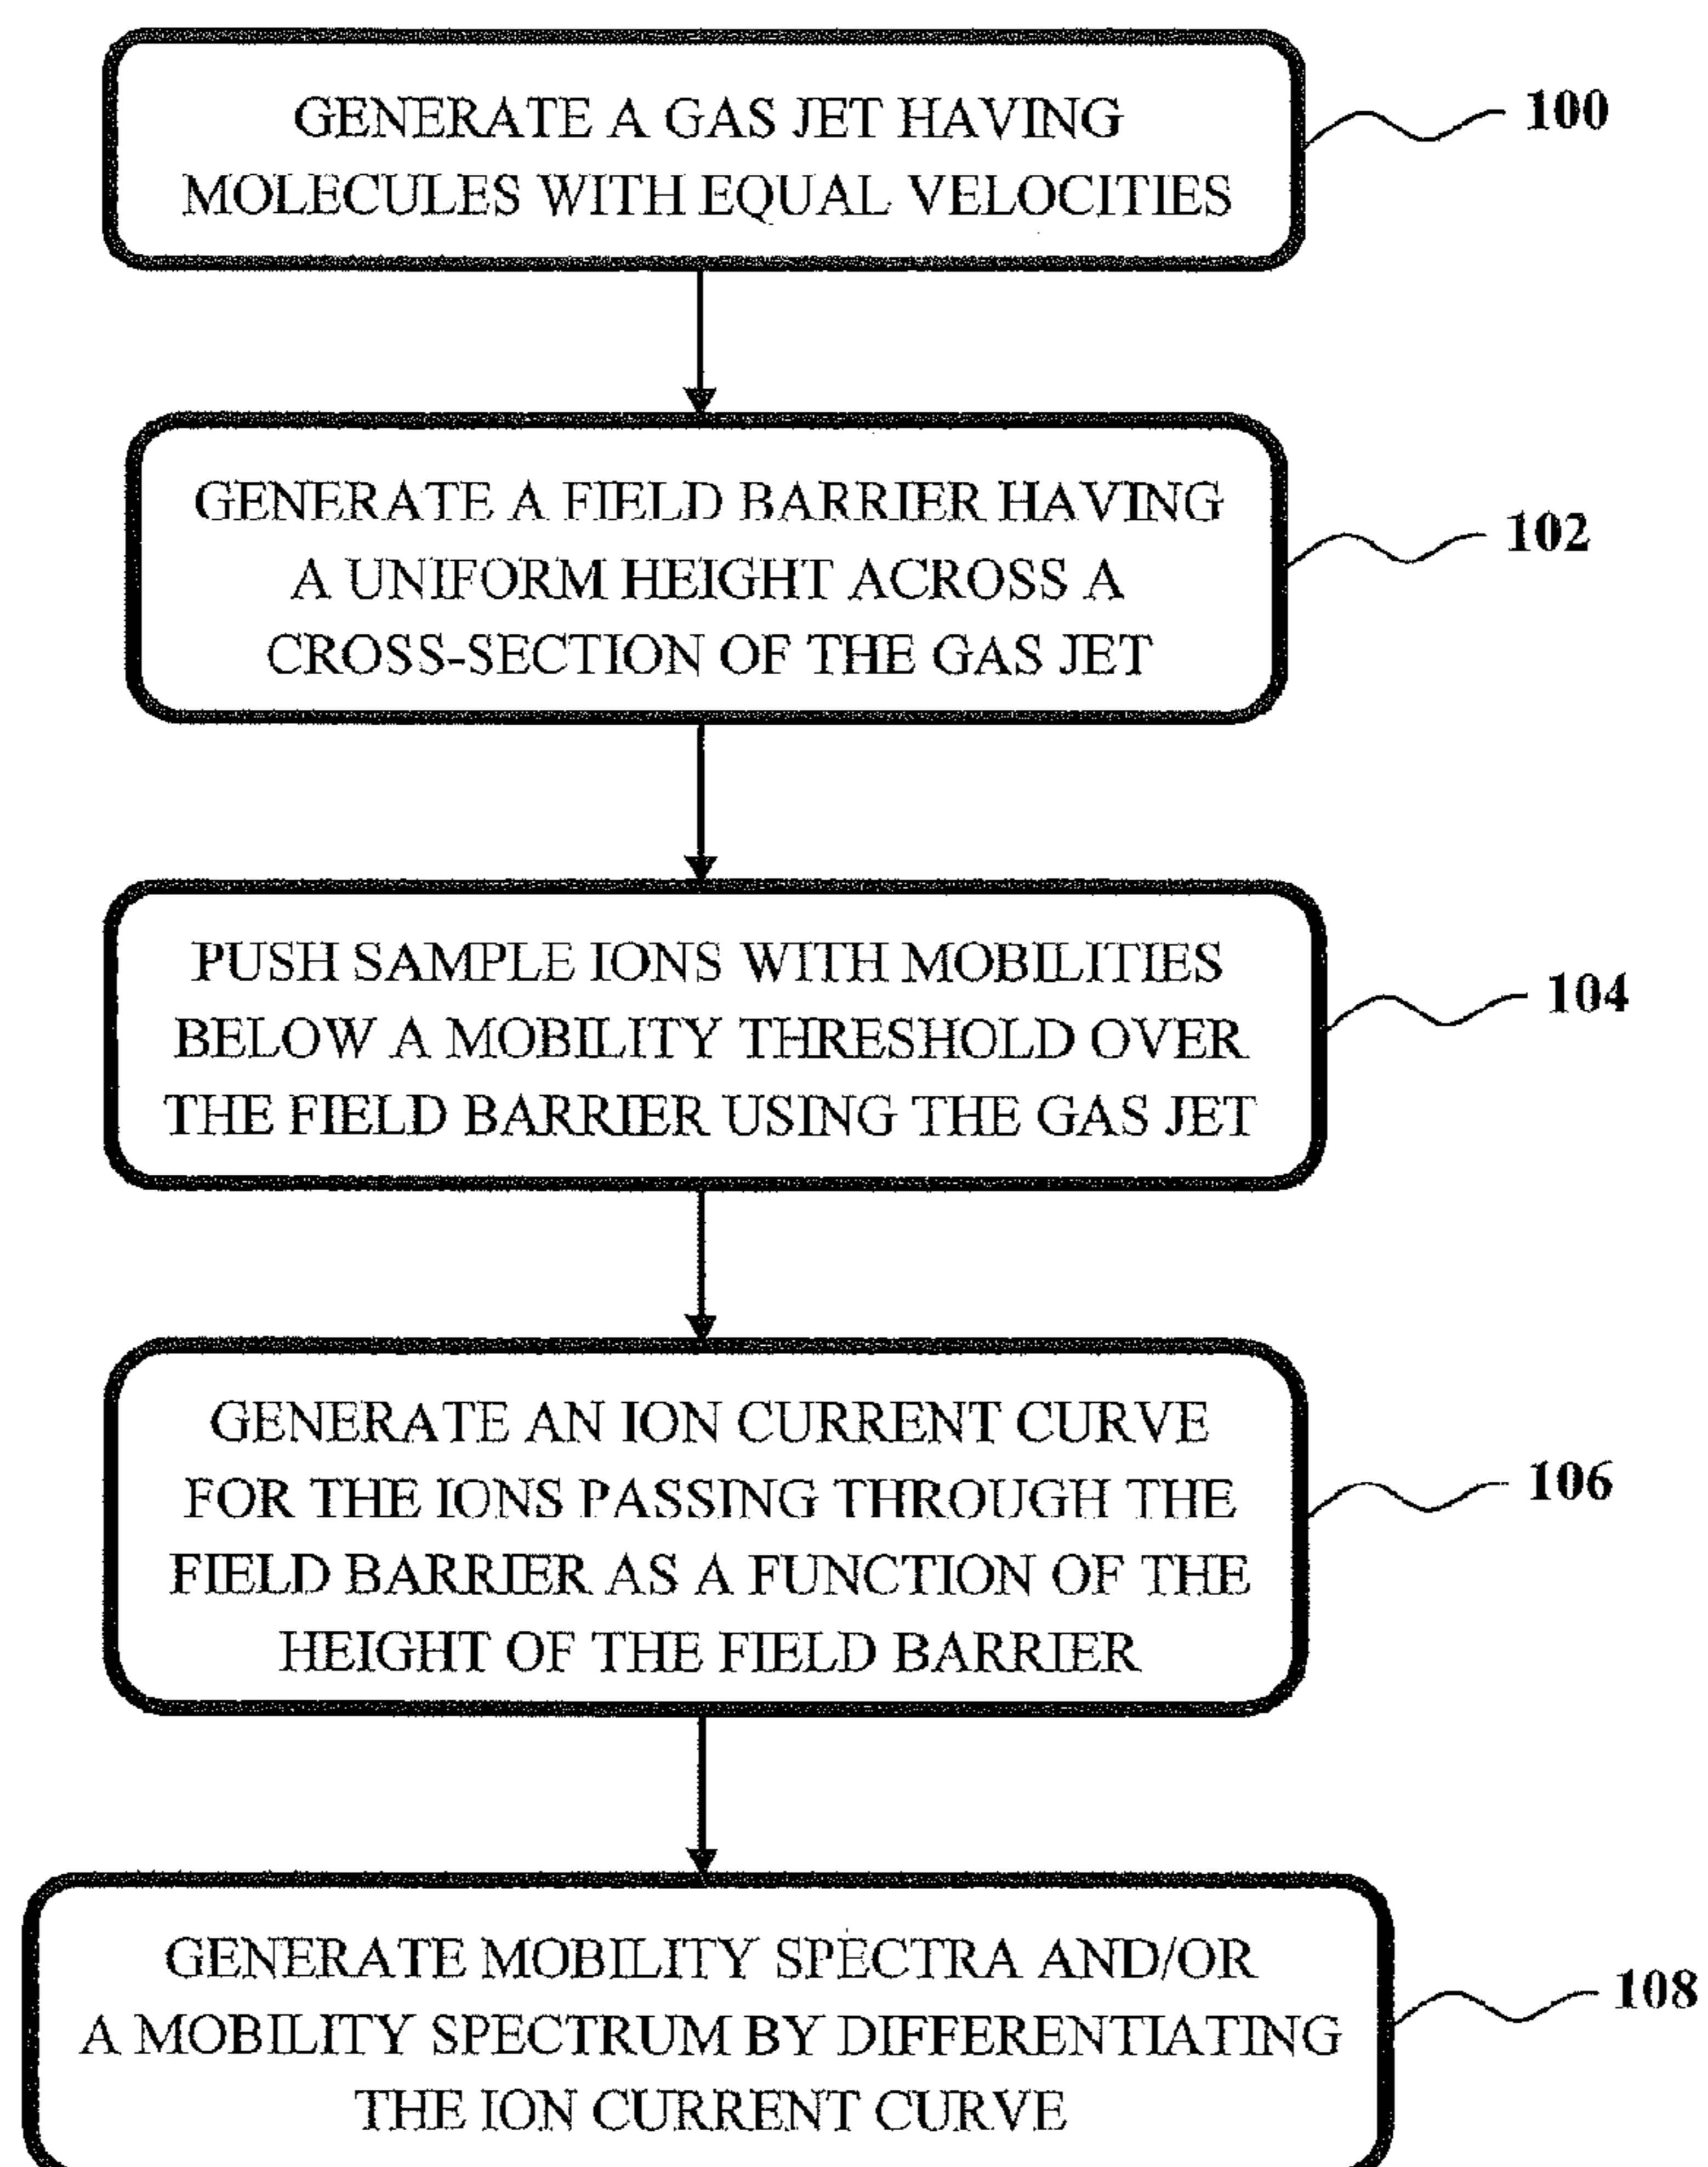 GENERATE A GAS JET HAVING
MOLECULES WITH EQUAL VELOCITIES
100
GENERATE A FIELD BARRIER HAVING
A UNIFORM HEIGHT ACROSS A
CROSS-SECTION OF THE GAS JET
102
PUSH SAMPLE IONS WITH MOBILITIES
BELOW A MOBILITY THRESHOLD OVER
THE FIELD BARRIER USING THE GAS JET
104
GENERATE AN ION CURRENT CURVE
FOR THE IONS PASSING THROUGH THE
FIELD BARRIER AS A FUNCTION OF THE
HEIGHT OF THE FIELD BARRIER
106
GENERATE MOBILITY SPECTRA AND/OR
A MOBILITY SPECTRUM BY DIFFERENTIATING
THE ION CURRENT CURVE
108